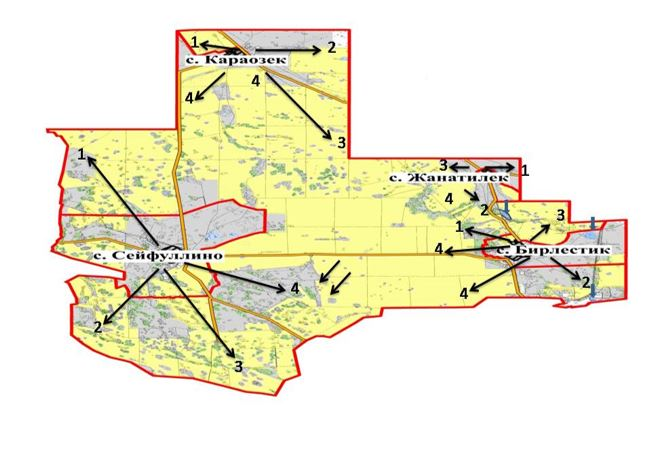 1 2
с. Караозек
4 4
3
1
3 1
с. Жанатилек
4
2 3
1
4 с. Бирлестик
с. Сейфуллино
4 4 2
2
3